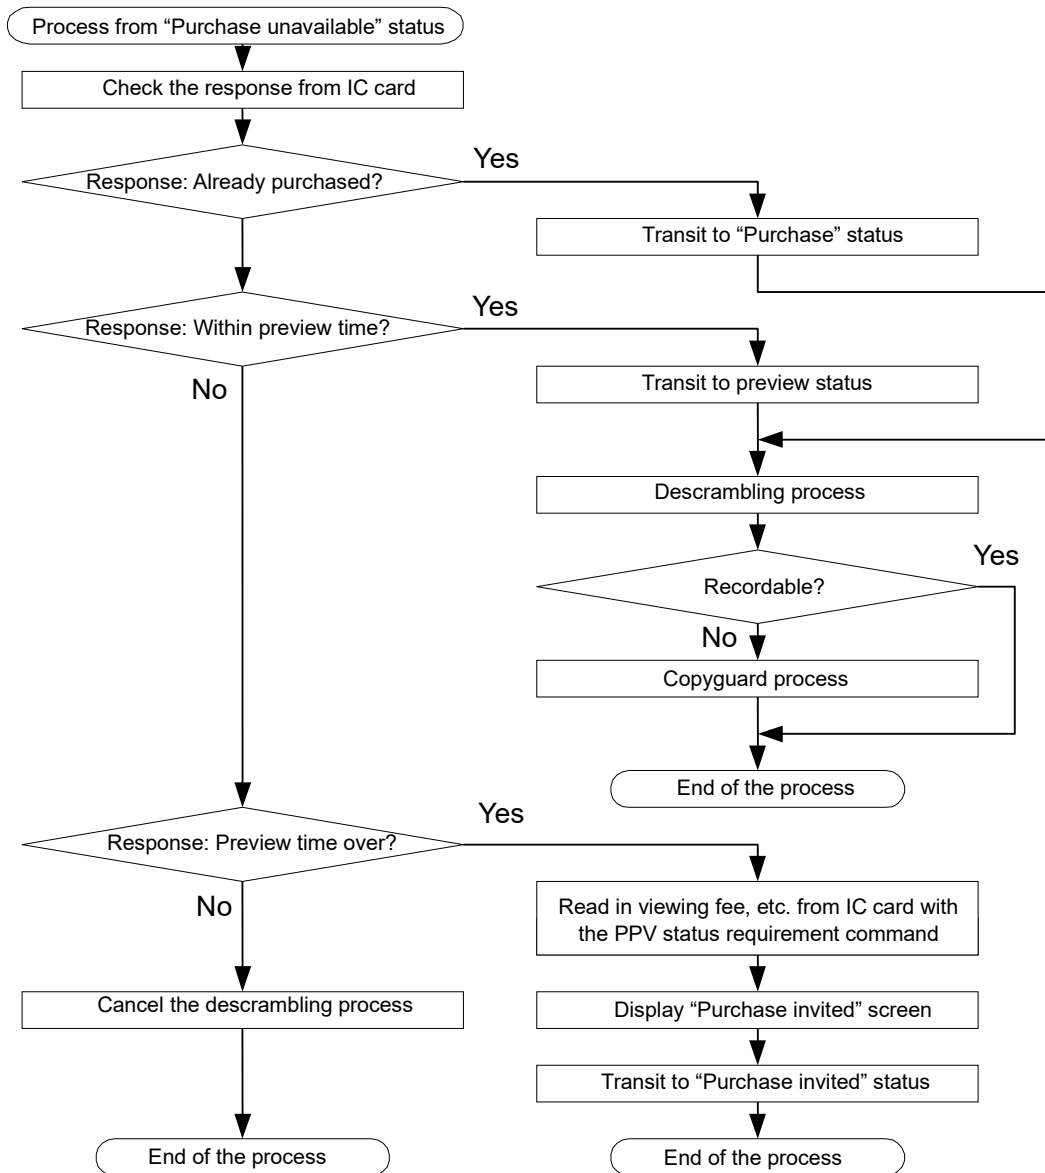 Process from “Purchase unavailable” status
Check the response from IC card
Yes
Response: Already purchased?
Transit to “Purchase” status
Yes
Response: Within preview time?
Transit to preview status
No
Descrambling process
Yes
Recordable?
No
Copyguard process
End of the process
Yes
Response: Preview time over?
No
Read in viewing fee, etc. from IC card with
the PPV status requirement command
Cancel the descrambling process
Display “Purchase invited” screen
Transit to “Purchase invited” status
End of the process
End of the process